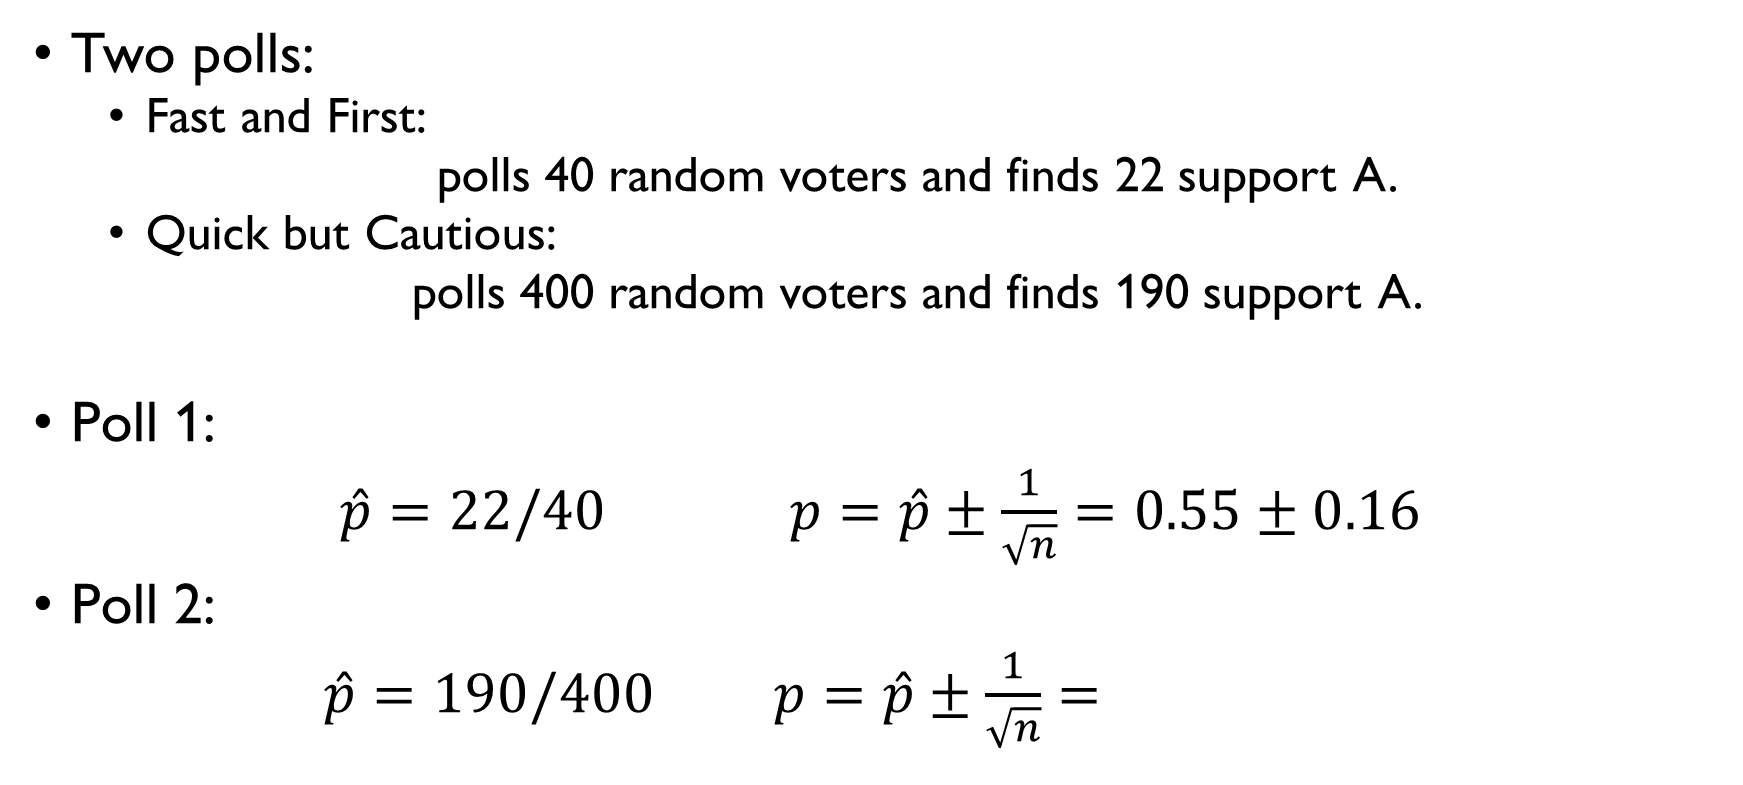 • Two polls:
• Fast and First:
polls 40 random voters and finds 22 support A.
• Quick but Cautious:
polls 400 random voters and finds 190 support A.
• Poll 1:
p̂ = 22/40 p = p̂ ± 1/√n = 0.55 ± 0.16
• Poll 2:
p̂ = 190/400 p = p̂ ± 1/√n =